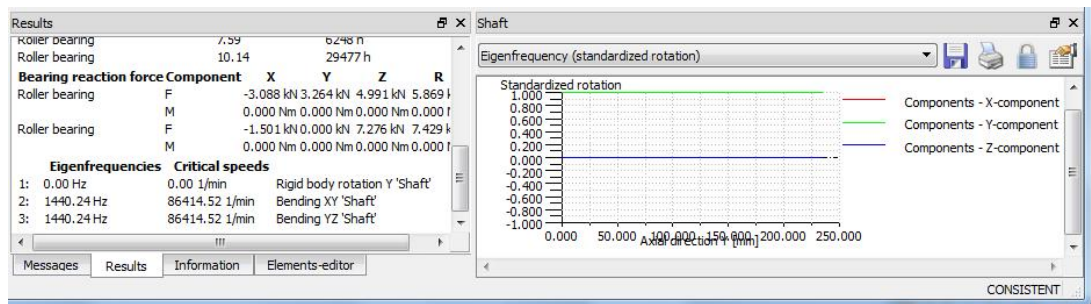 Results
Roller bearing 7.59 6248 h
Roller bearing 10.14 29477 h
Bearing reaction force Component X Y Z R
Roller bearing F -3.088 kN 3.264 kN 4.991 kN 5.869 k
M 0.000 Nm 0.000 Nm 0.000 Nm 0.000 N
Roller bearing F -1.501 kN 0.000 kN 7.276 kN 7.429 k
M 0.000 Nm 0.000 Nm 0.000 Nm 0.000 N
Eigenfrequencies Critical speeds
1: 0.00 Hz 0.00 1/min Rigid body rotation Y 'Shaft'
2: 1440.24 Hz 86414.52 1/min Bending XY 'Shaft'
3: 1440.24 Hz 86414.52 1/min Bending YZ 'Shaft'
Messages Results Information Elements-editor
Shaft
Eigenfrequency (standardized rotation)
Standardized rotation
1.000
0.800
0.600
0.400
0.200
0.000
-0.200
-0.400
-0.600
-0.800
-1.000
0.000 50.000 100.000 150.000 200.000 250.000
Axial direction Y [mm]
Components - X-component
Components - Y-component
Components - Z-component
CONSISTENT